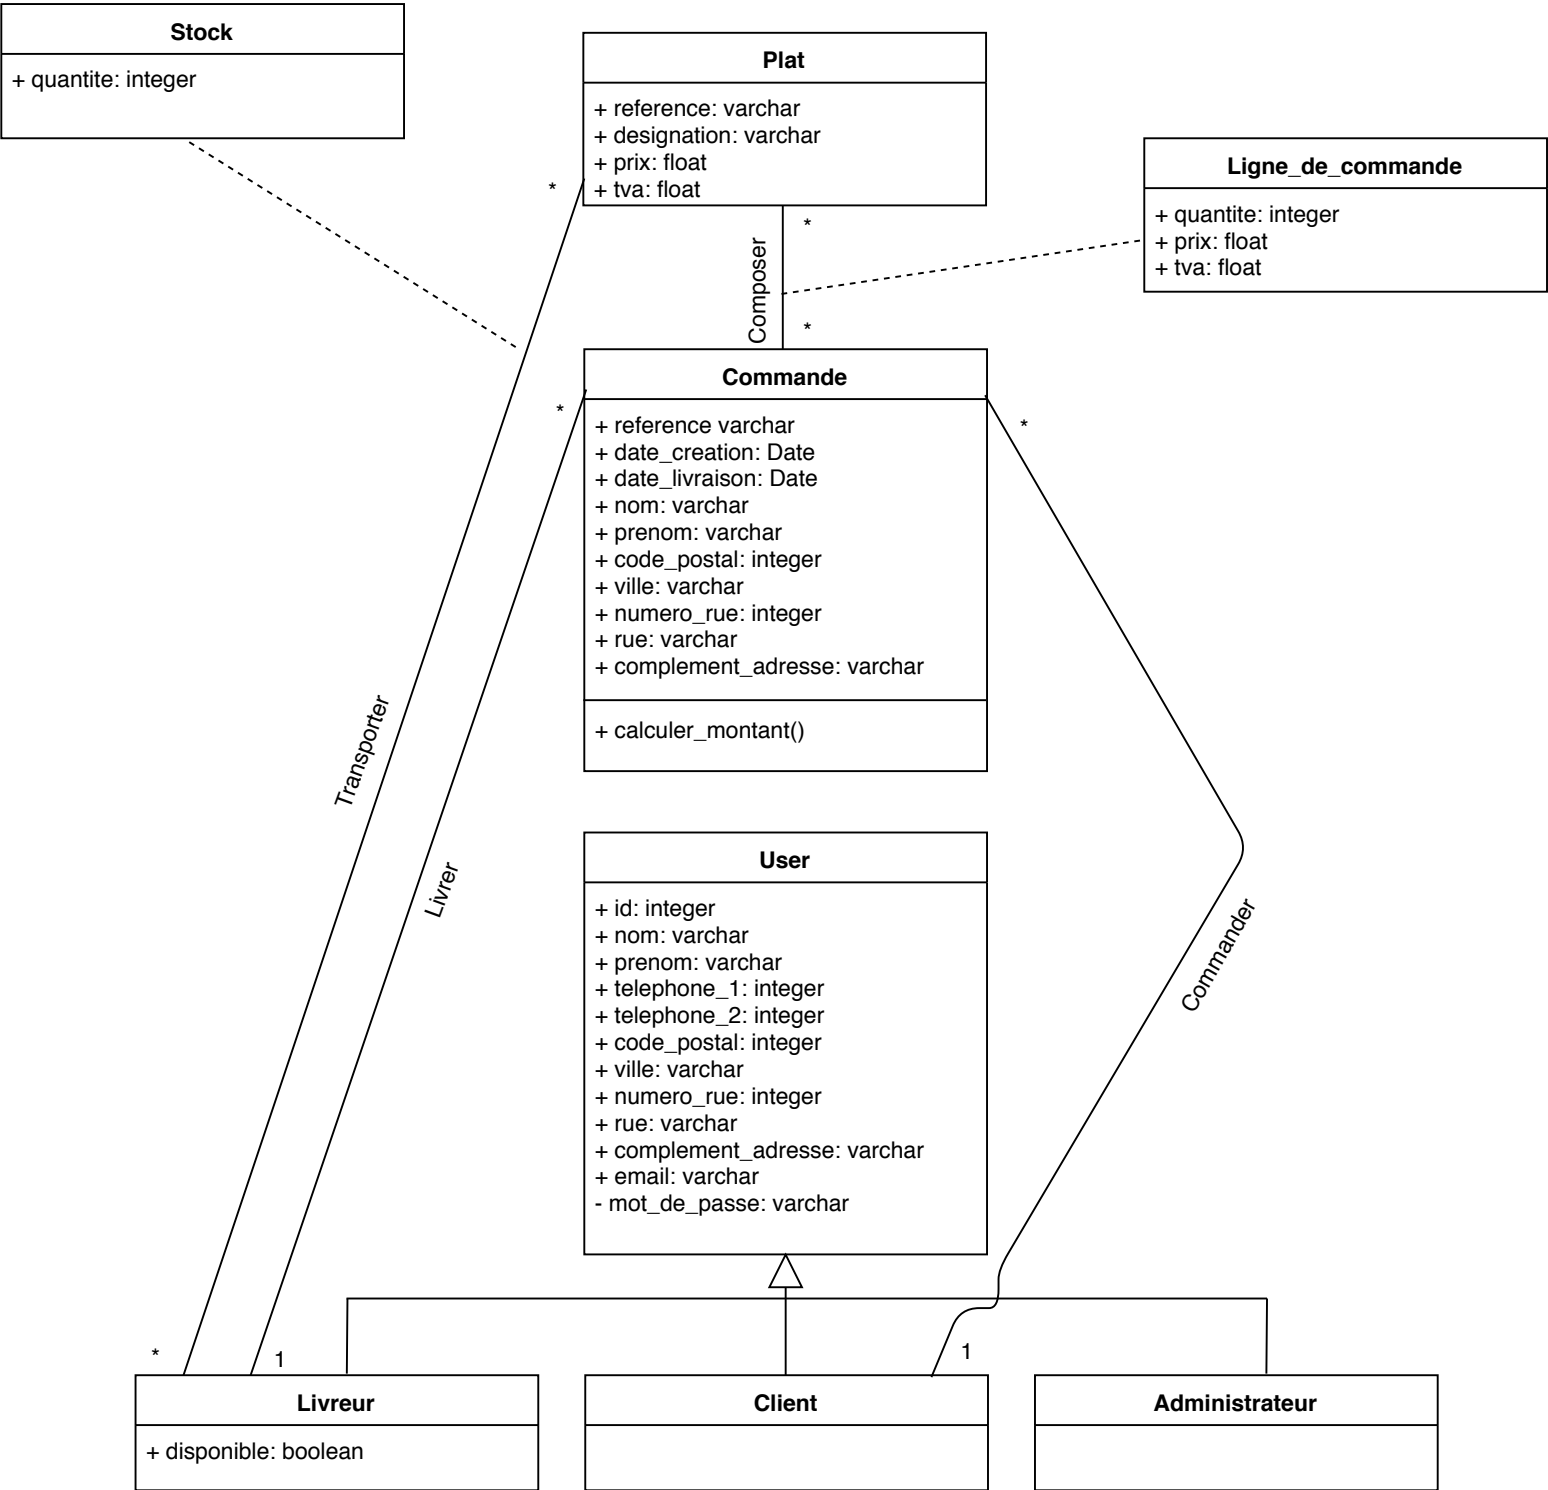 Stock
+ quantite: integer
Plat
+ reference: varchar
+ designation: varchar
+ prix: float
+ tva: float
*
*
Ligne_de_commande
+ quantite: integer
+ prix: float
+ tva: float
Composer
*
Commande
+ reference varchar
+ date_creation: Date
+ date_livraison: Date
+ nom: varchar
+ prenom: varchar
+ code_postal: integer
+ ville: varchar
+ numero_rue: integer
+ rue: varchar
+ complement_adresse: varchar
+ calculer_montant()
*
*
Transporter
Livrer
Commander
User
+ id: integer
+ nom: varchar
+ prenom: varchar
+ telephone_1: integer
+ telephone_2: integer
+ code_postal: integer
+ ville: varchar
+ numero_rue: integer
+ rue: varchar
+ complement_adresse: varchar
+ email: varchar
- mot_de_passe: varchar
*
1
1
Livreur
+ disponible: boolean
Client
Administrateur